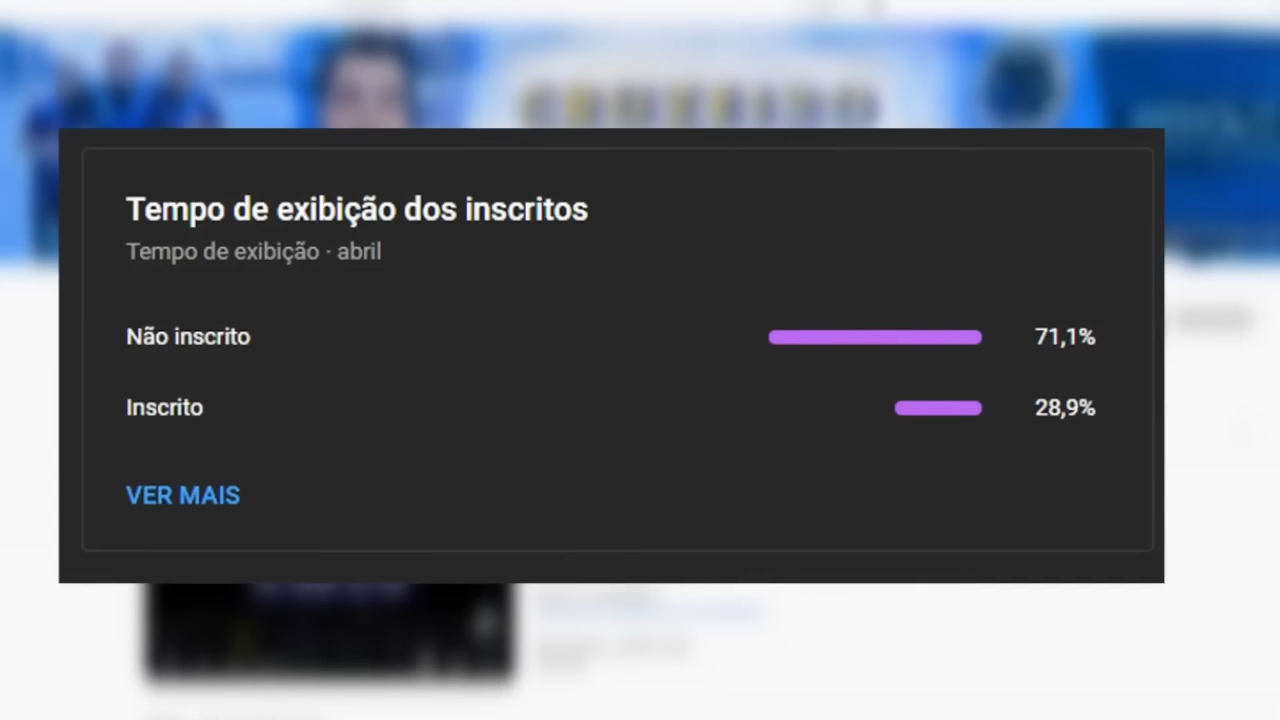 Tempo de exibição dos inscritos
Tempo de exibição · abril
Não inscrito 71,1%
Inscrito 28,9%
VER MAIS